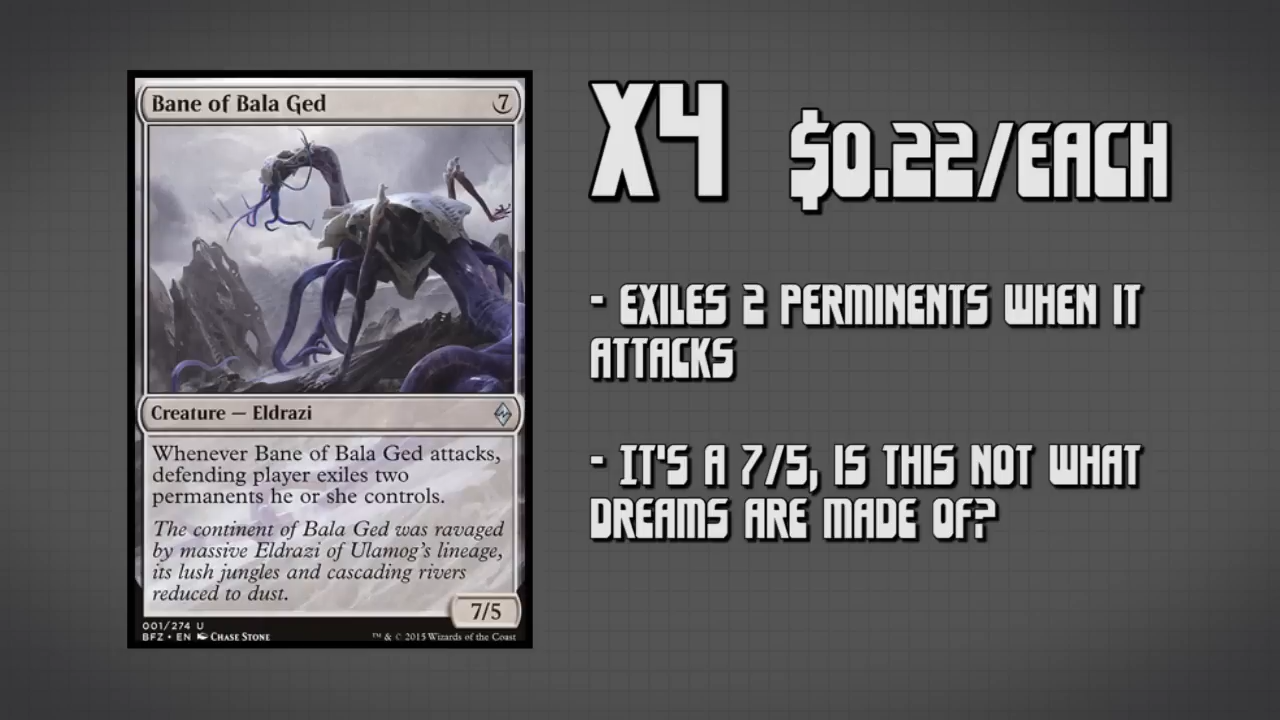 Bane of Bala Ged
7
Creature — Eldrazi
Whenever Bane of Bala Ged attacks,
defending player exiles two
permanents he or she controls.
The continent of Bala Ged was ravaged
by massive Eldrazi of Ulamog's lineage,
its lush jungles and cascading rivers
reduced to dust.
7/5
001/274 U
BFZ • EN CHASE STONE
™ & © 2015 Wizards of the Coast
X4
$0.22/EACH
- EXILES 2 PERMINENTS WHEN IT
ATTACKS
- IT'S A 7/5, IS THIS NOT WHAT
DREAMS ARE MADE OF?